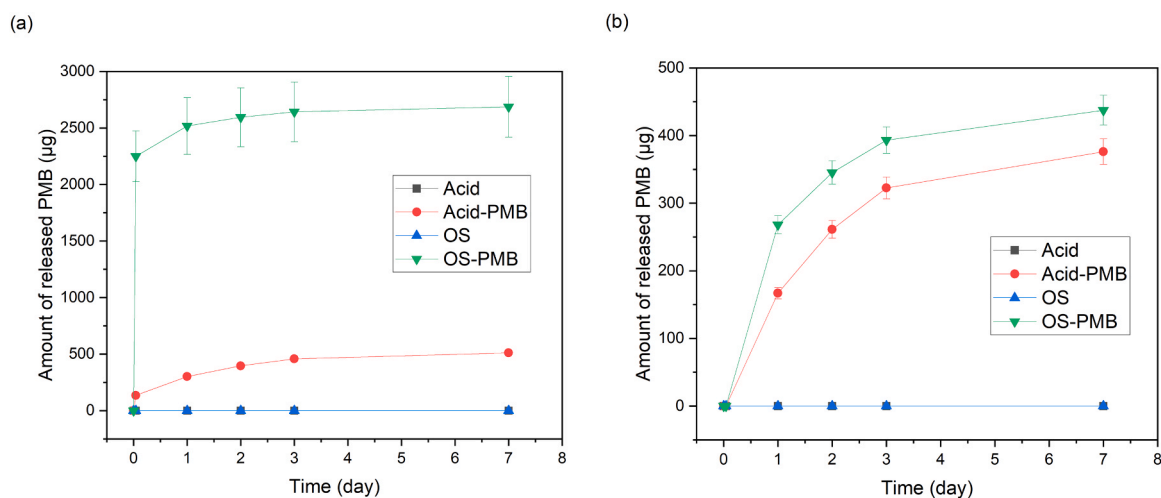 (a)
3000
2500
2000
1500
1000
500
0
Amount of released PMB (μg)
Acid
Acid-PMB
OS
OS-PMB
0 1 2 3 4 5 6 7 8
Time (day)
(b)
500
400
300
200
100
0
Amount of released PMB (μg)
Acid
Acid-PMB
OS
OS-PMB
0 1 2 3 4 5 6 7 8
Time (day)